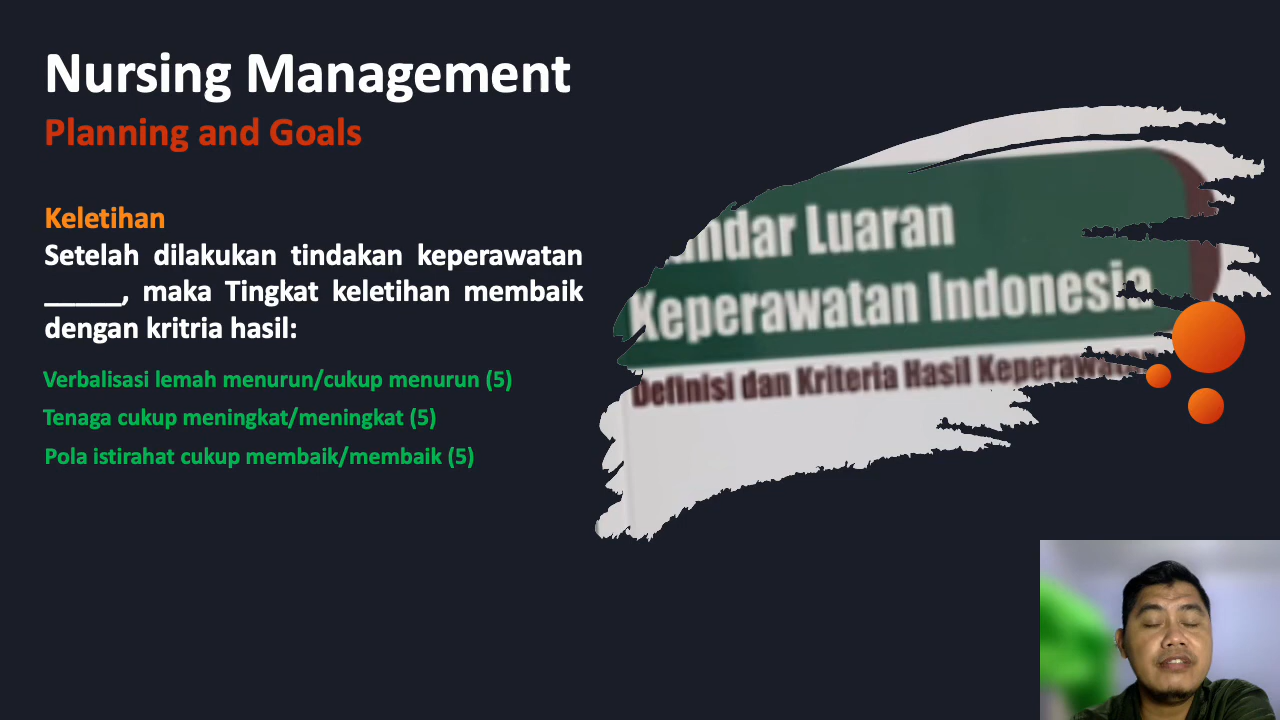 Nursing Management
Planning and Goals
Keletihan
Setelah dilakukan tindakan keperawatan
_____, maka Tingkat keletihan membaik
dengan kritria hasil:
Verbalisasi lemah menurun/cukup menurun (5)
Tenaga cukup meningkat/meningkat (5)
Pola istirahat cukup membaik/membaik (5)
Luaran
Keperawatan Indonesia
Definisi dan Kriteria Hasil Keperawatan